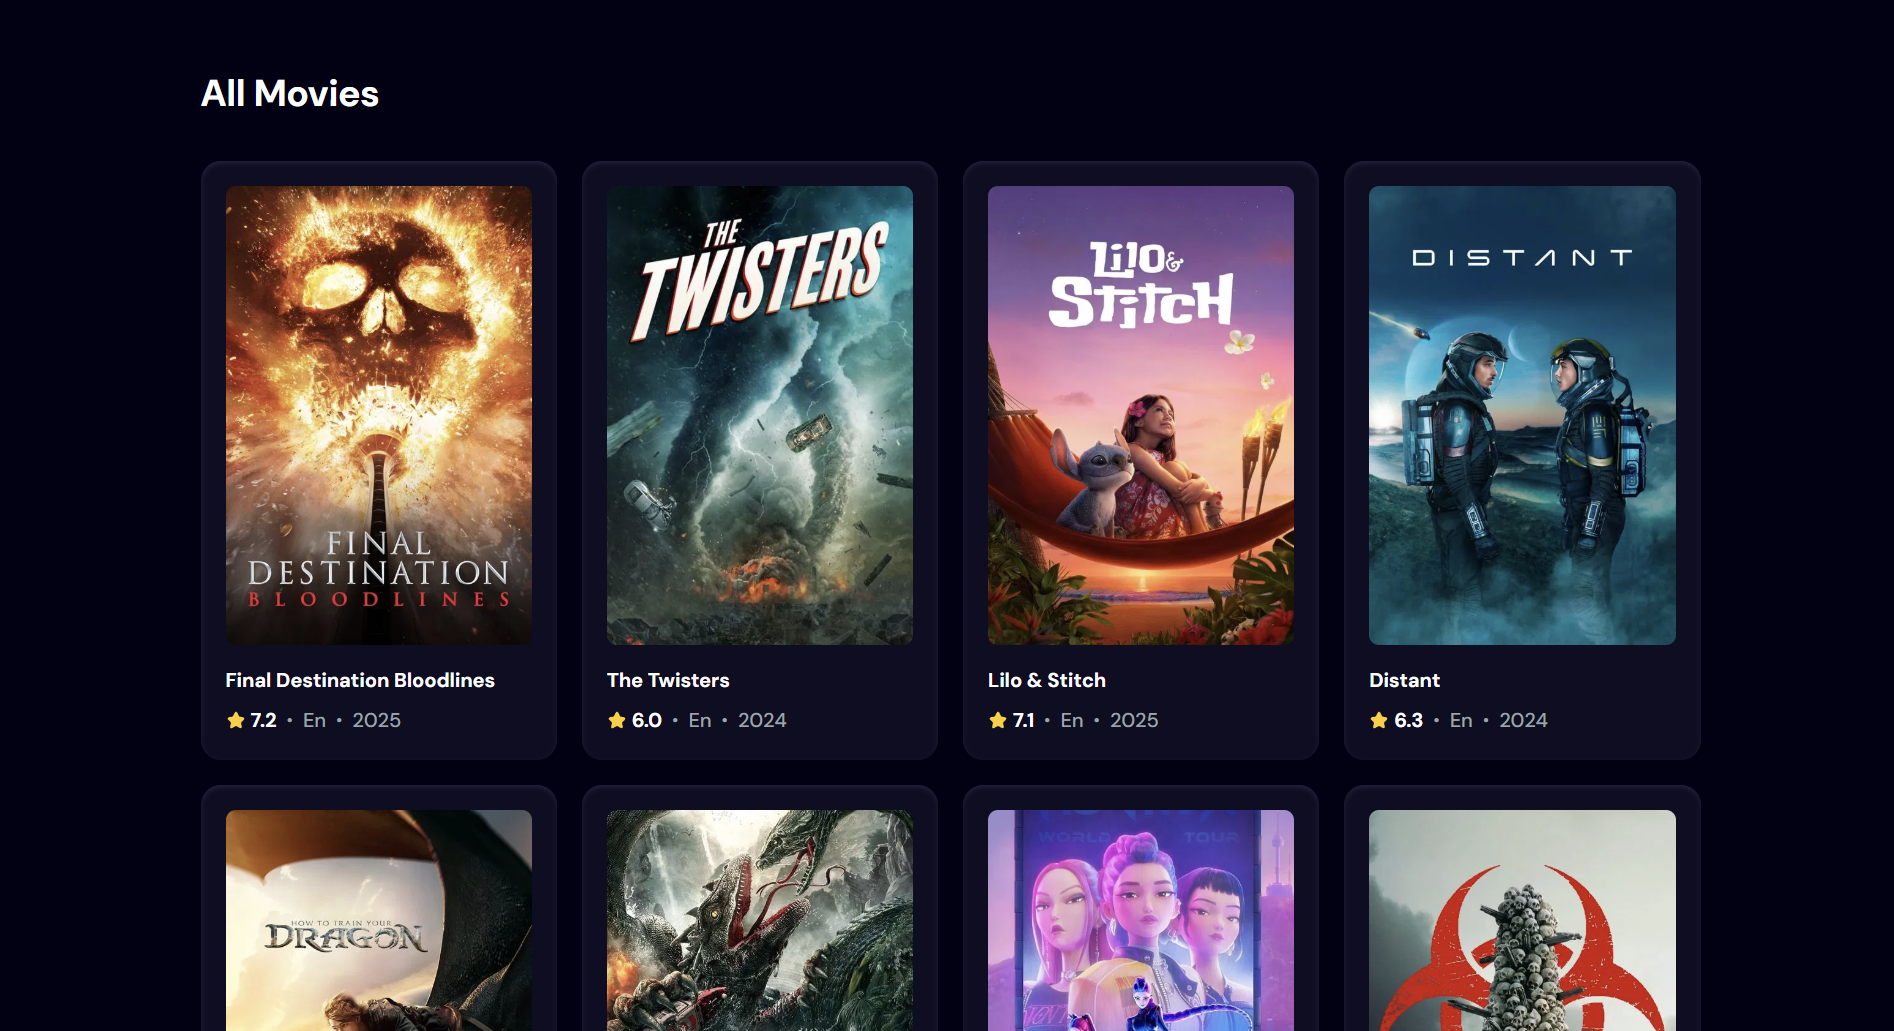 All Movies
THE
TWISTERS
Lilo &
Stitch
DISTANT
FINAL
DESTINATION
BLOODLINES
Final Destination Bloodlines
The Twisters
Lilo & Stitch
Distant
7.2 • En • 2025
6.0 • En • 2024
7.1 • En • 2025
6.3 • En • 2024
WORLD TOUR
HOW TO TRAIN YOUR
DRAGON